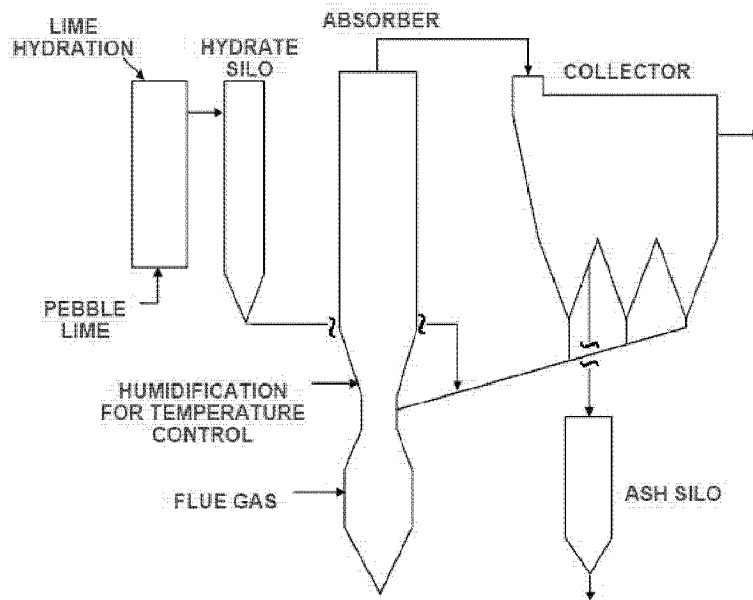 LIME
HYDRATION
HYDRATE
SILO
ABSORBER
COLLECTOR
PEBBLE
LIME
HUMIDIFICATION
FOR TEMPERATURE
CONTROL
FLUE GAS
ASH SILO